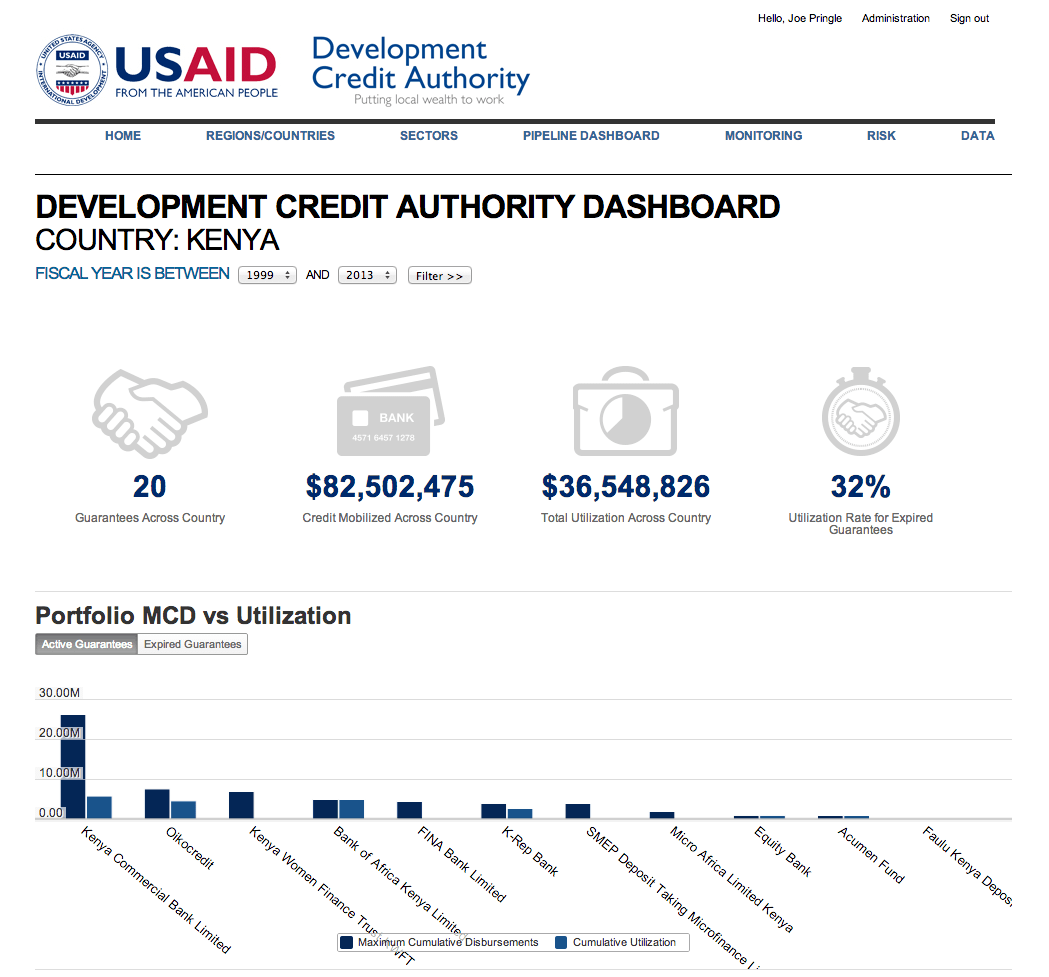 Hello, Joe Pringle Administration Sign out
UNITED STATES AGENCY
USAID
INTERNATIONAL DEVELOPMENT
USAID
FROM THE AMERICAN PEOPLE
Development
Credit Authority
Putting local wealth to work
HOME REGIONS/COUNTRIES SECTORS PIPELINE DASHBOARD MONITORING RISK DATA
DEVELOPMENT CREDIT AUTHORITY DASHBOARD
COUNTRY: KENYA
FISCAL YEAR IS BETWEEN 1999 AND 2013 Filter >>
BANK
4571 6457 1278
20 $82,502,475 $36,548,826 32%
Guarantees Across Country Credit Mobilized Across Country Total Utilization Across Country Utilization Rate for Expired
Guarantees
Portfolio MCD vs Utilization
Active Guarantees Expired Guarantees
30.00M
20.00M
10.00M
0.00
Kenya Commercial Bank Limited
Oikocredit
Kenya Women Finance Trust KWFT
Bank of Africa Kenya Limited
FINA Bank Limited
K-Rep Bank
SMEP Deposit Taking Microfinance Li
Micro Africa Limited Kenya
Equity Bank
Acumen Fund
Faulu Kenya Depos
Maximum Cumulative Disbursements Cumulative Utilization